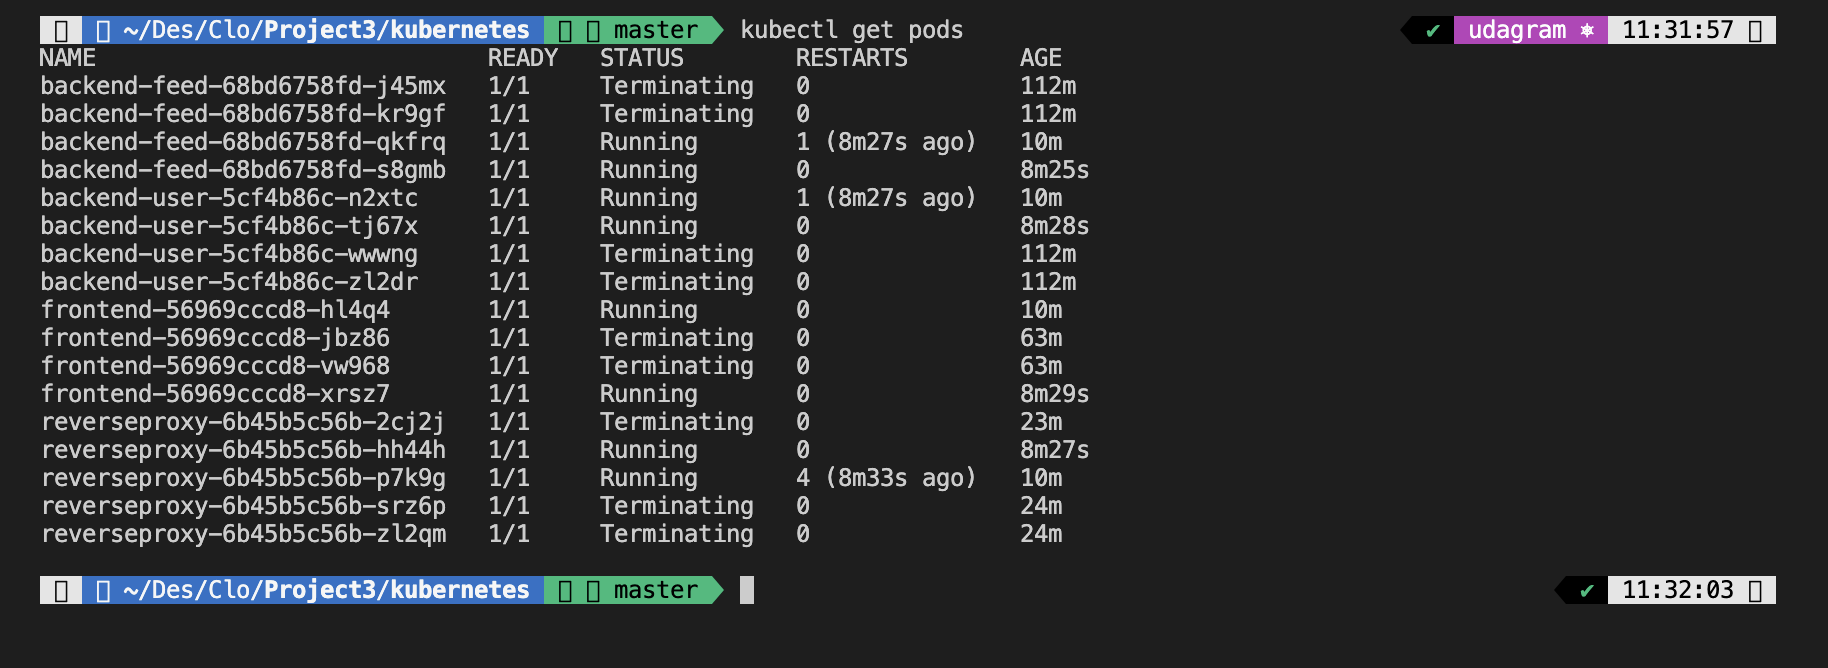 ~/Des/Clo/Project3/kubernetes master kubectl get pods ✔ udagram ⎈ 11:31:57
NAME READY STATUS RESTARTS AGE
backend-feed-68bd6758fd-j45mx 1/1 Terminating 0 112m
backend-feed-68bd6758fd-kr9gf 1/1 Terminating 0 112m
backend-feed-68bd6758fd-qkfrq 1/1 Running 1 (8m27s ago) 10m
backend-feed-68bd6758fd-s8gmb 1/1 Running 0 8m25s
backend-user-5cf4b86c-n2xtc 1/1 Running 1 (8m27s ago) 10m
backend-user-5cf4b86c-tj67x 1/1 Running 0 8m28s
backend-user-5cf4b86c-wwwng 1/1 Terminating 0 112m
backend-user-5cf4b86c-zl2dr 1/1 Terminating 0 112m
frontend-56969cccd8-hl4q4 1/1 Running 0 10m
frontend-56969cccd8-jbz86 1/1 Terminating 0 63m
frontend-56969cccd8-vw968 1/1 Terminating 0 63m
frontend-56969cccd8-xrsz7 1/1 Running 0 8m29s
reverseproxy-6b45b5c56b-2cj2j 1/1 Terminating 0 23m
reverseproxy-6b45b5c56b-hh44h 1/1 Running 0 8m27s
reverseproxy-6b45b5c56b-p7k9g 1/1 Running 4 (8m33s ago) 10m
reverseproxy-6b45b5c56b-srz6p 1/1 Terminating 0 24m
reverseproxy-6b45b5c56b-zl2qm 1/1 Terminating 0 24m
~/Des/Clo/Project3/kubernetes master ✔ 11:32:03